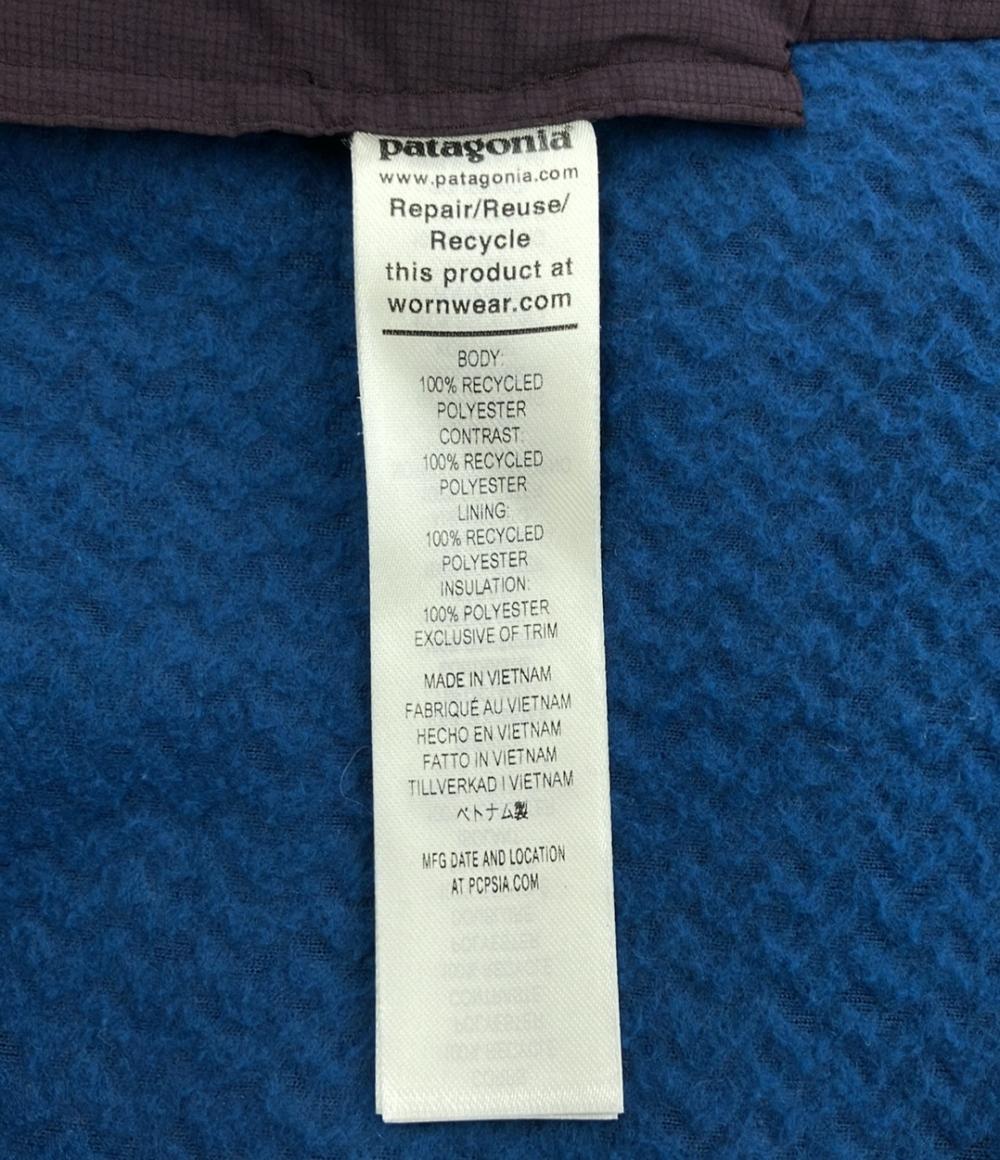 patagonia
www.patagonia.com
Repair/Reuse/
Recycle
this product at
wornwear.com
BODY:
100% RECYCLED
POLYESTER
CONTRAST:
100% RECYCLED
POLYESTER
LINING:
100% RECYCLED
POLYESTER
INSULATION:
100% POLYESTER
EXCLUSIVE OF TRIM
MADE IN VIETNAM
FABRIQUÉ AU VIETNAM
HECHO EN VIETNAM
FATTO IN VIETNAM
TILLVERKAD I VIETNAM
ベトナム製
MFG DATE AND LOCATION
AT PCPSIA.COM